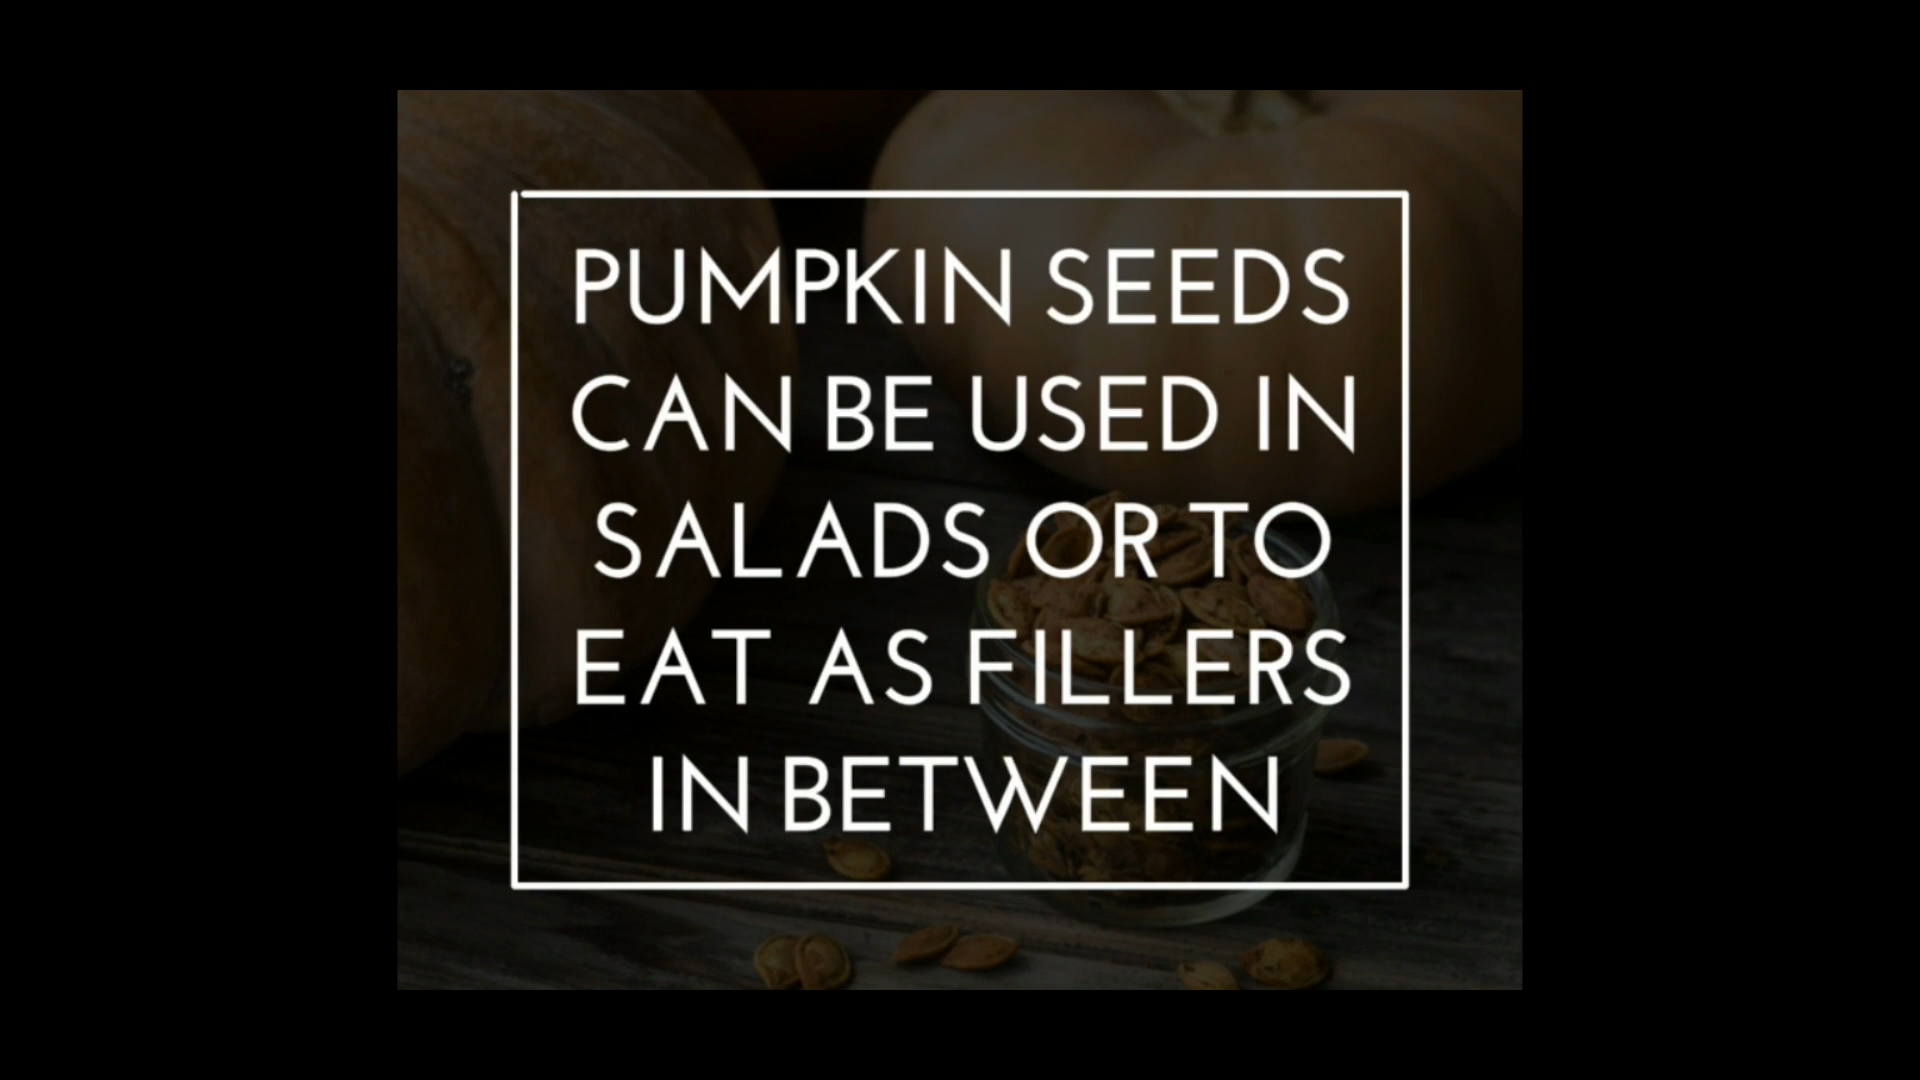 PUMPKIN SEEDS
CAN BE USED IN
SALADS OR TO
EAT AS FILLERS
IN BETWEEN